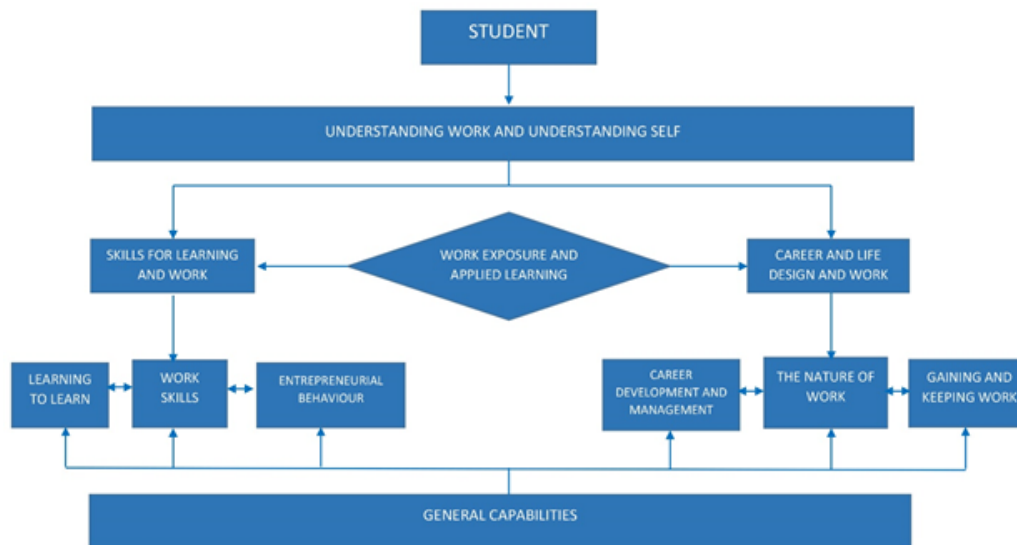 STUDENT
UNDERSTANDING WORK AND UNDERSTANDING SELF
SKILLS FOR LEARNING
AND WORK
WORK EXPOSURE AND
APPLIED LEARNING
CAREER AND LIFE
DESIGN AND WORK
LEARNING
TO LEARN
WORK
SKILLS
ENTREPRENEURIAL
BEHAVIOUR
CAREER
DEVELOPMENT AND
MANAGEMENT
THE NATURE OF
WORK
GAINING AND
KEEPING WORK
GENERAL CAPABILITIES